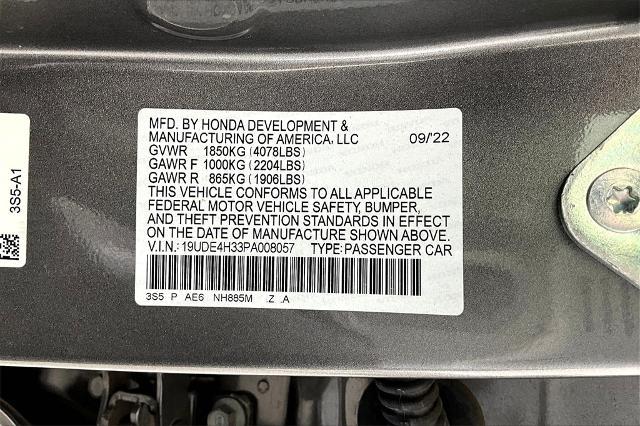 MFD. BY HONDA DEVELOPMENT &
MANUFACTURING OF AMERICA, LLC 09/'22
GVWR 1850KG (4078LBS)
GAWR F 1000KG (2204LBS)
GAWR R 865KG (1906LBS)
THIS VEHICLE CONFORMS TO ALL APPLICABLE
FEDERAL MOTOR VEHICLE SAFETY, BUMPER,
AND THEFT PREVENTION STANDARDS IN EFFECT
ON THE DATE OF MANUFACTURE SHOWN ABOVE.
V.I.N.: 19UDE4H33PA008057 TYPE: PASSENGER CAR
3S5 P AE6 NH885M .Z .A
3S5-A1